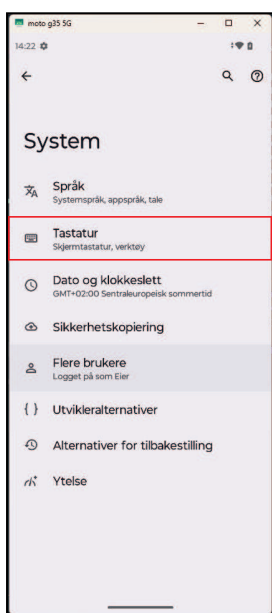 moto g35 5G
14:22
System
Språk
Systemspråk, appspråk, tale
Tastatur
Skjermtastatur, verktøy
Dato og klokkeslett
GMT+02:00 Sentraleuropeisk sommertid
Sikkerhetskopiering
Flere brukere
Logget på som Eier
Utvikleralternativer
Alternativer for tilbakestilling
Ytelse